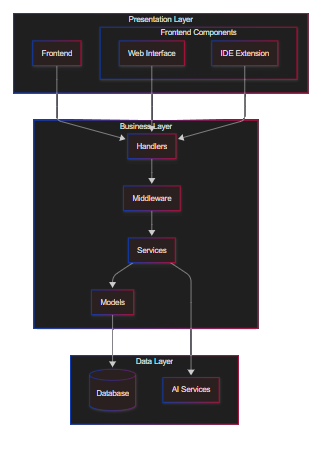 Presentation Layer
Frontend Components
Frontend
Web Interface
IDE Extension
Business Layer
Handlers
Middleware
Services
Models
Data Layer
Database
AI Services